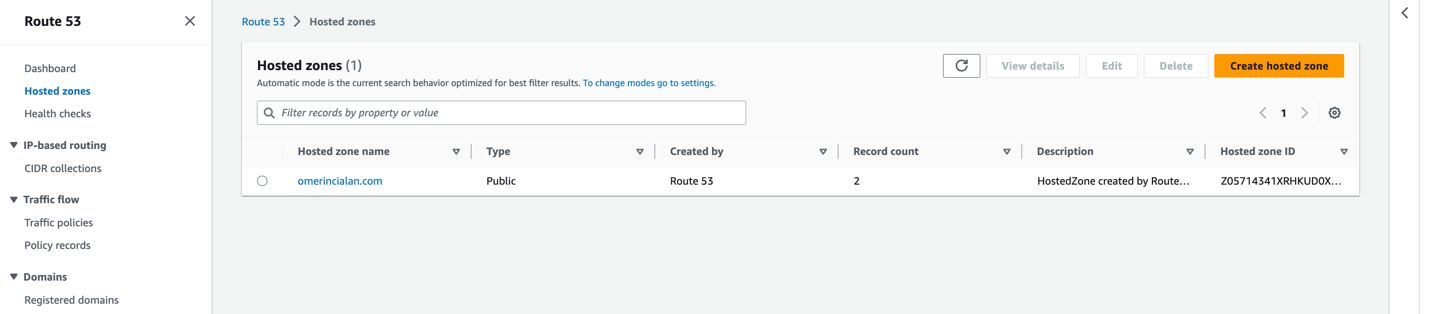 Route 53
Dashboard
Hosted zones
Health checks
IP-based routing
CIDR collections
Traffic flow
Traffic policies
Policy records
Domains
Registered domains
Route 53 > Hosted zones
Hosted zones (1)
Automatic mode is the current search behavior optimized for best filter results. To change modes go to settings.
View details Edit Delete Create hosted zone
Filter records by property or value
1
Hosted zone name Type Created by Record count Description Hosted zone ID
omerincialan.com Public Route 53 2 HostedZone created by Route... Z05714341XRHKUD0X...